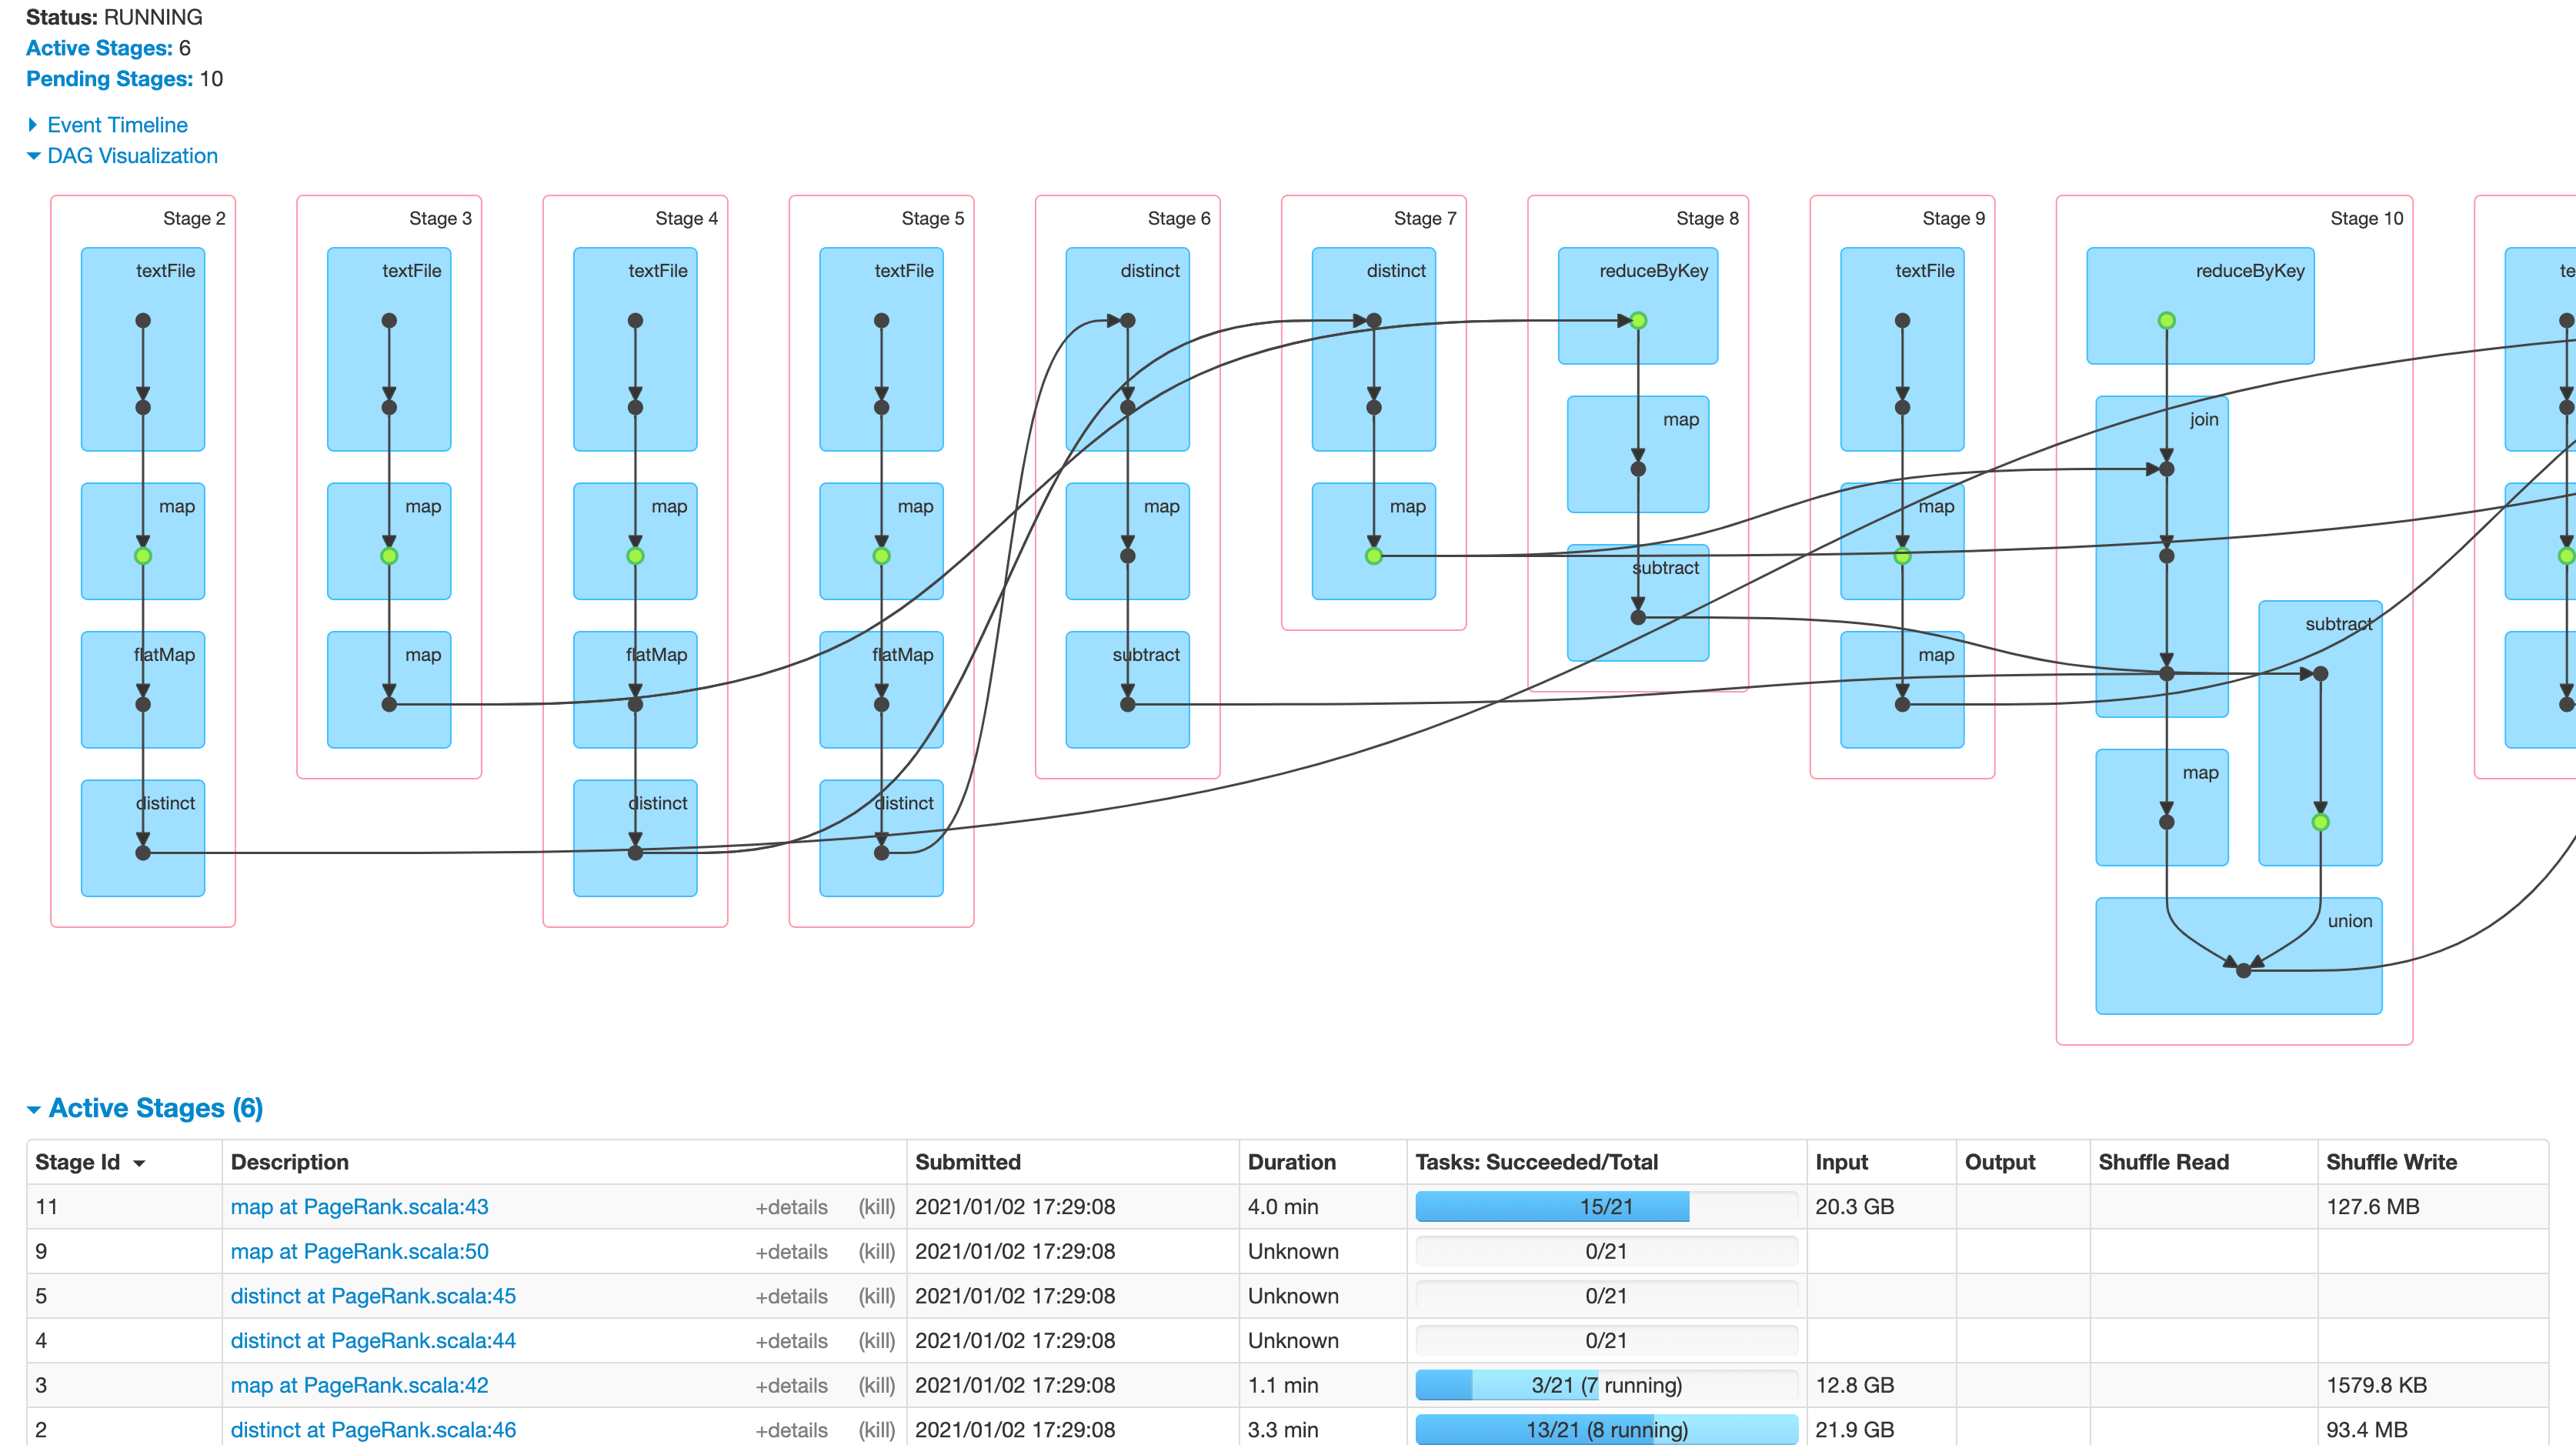 Status: RUNNING
Active Stages: 6
Pending Stages: 10
Event Timeline
DAG Visualization
Stage 2
textFile
map
flatMap
distinct
Stage 3
textFile
map
map
Stage 4
textFile
map
flatMap
distinct
Stage 5
textFile
map
flatMap
distinct
Stage 6
distinct
map
subtract
Stage 7
distinct
map
Stage 8
reduceByKey
map
subtract
Stage 9
textFile
map
map
Stage 10
reduceByKey
join
subtract
map
union
te
Active Stages (6)
Stage Id Description Submitted Duration Tasks: Succeeded/Total Input Output Shuffle Read Shuffle Write
11 map at PageRank.scala:43 +details (kill) 2021/01/02 17:29:08 4.0 min 15/21 20.3 GB 127.6 MB
9 map at PageRank.scala:50 +details (kill) 2021/01/02 17:29:08 Unknown 0/21
5 distinct at PageRank.scala:45 +details (kill) 2021/01/02 17:29:08 Unknown 0/21
4 distinct at PageRank.scala:44 +details (kill) 2021/01/02 17:29:08 Unknown 0/21
3 map at PageRank.scala:42 +details (kill) 2021/01/02 17:29:08 1.1 min 3/21 (7 running) 12.8 GB 1579.8 KB
2 distinct at PageRank.scala:46 +details (kill) 2021/01/02 17:29:08 3.3 min 13/21 (8 running) 21.9 GB 93.4 MB